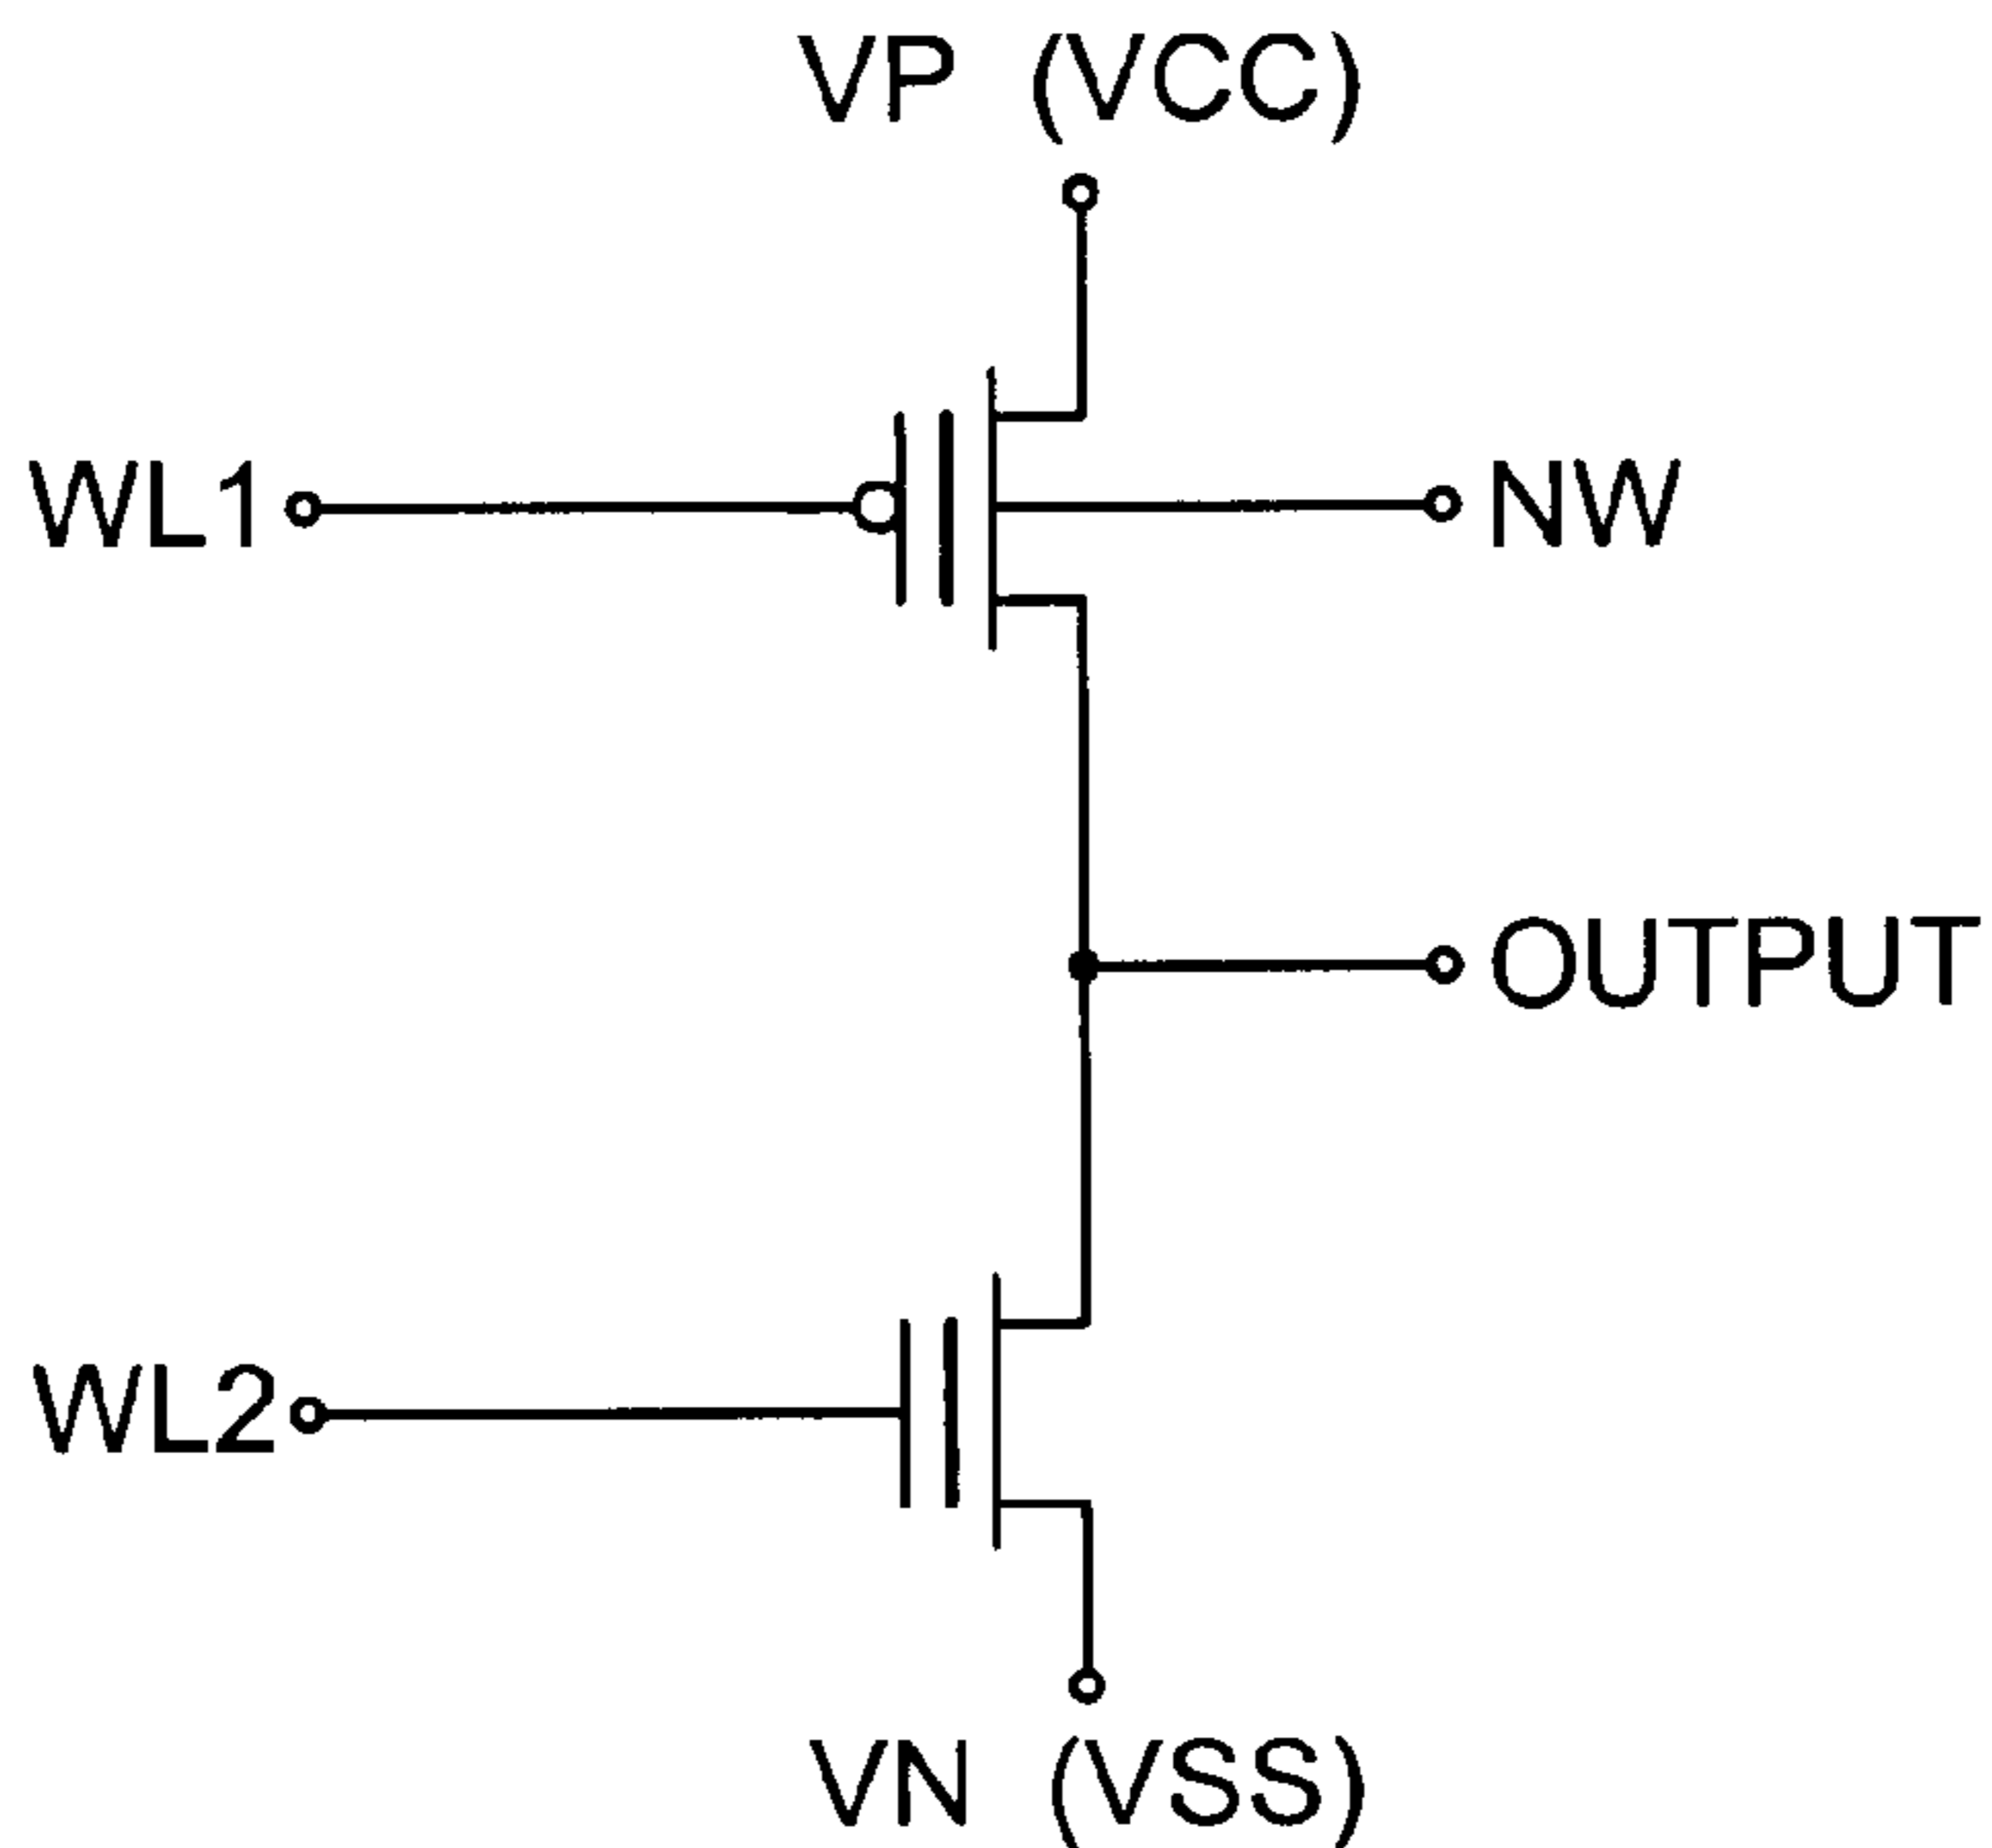 VP (VCC)
WL1
NW
OUTPUT
WL2
VN (VSS)